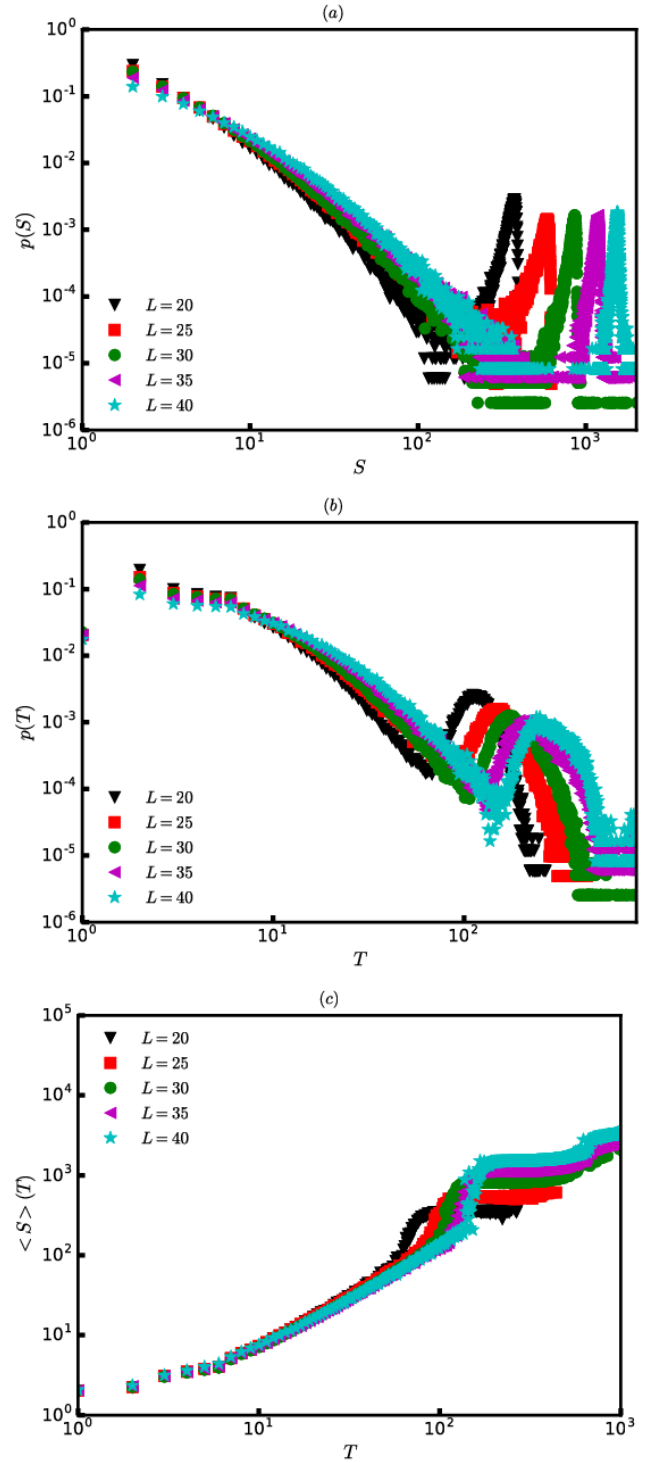 (a)
10^0
10^-1
10^-2
10^-3
10^-4
10^-5
10^-6
p(S)
L = 20
L = 25
L = 30
L = 35
L = 40
10^0 10^1 10^2 10^3
S
(b)
10^0
10^-1
10^-2
10^-3
10^-4
10^-5
10^-6
p(T)
L = 20
L = 25
L = 30
L = 35
L = 40
10^0 10^1 10^2
T
(c)
10^5
10^4
10^3
10^2
10^1
10^0
< S > (T)
L = 20
L = 25
L = 30
L = 35
L = 40
10^0 10^1 10^2 10^3
T